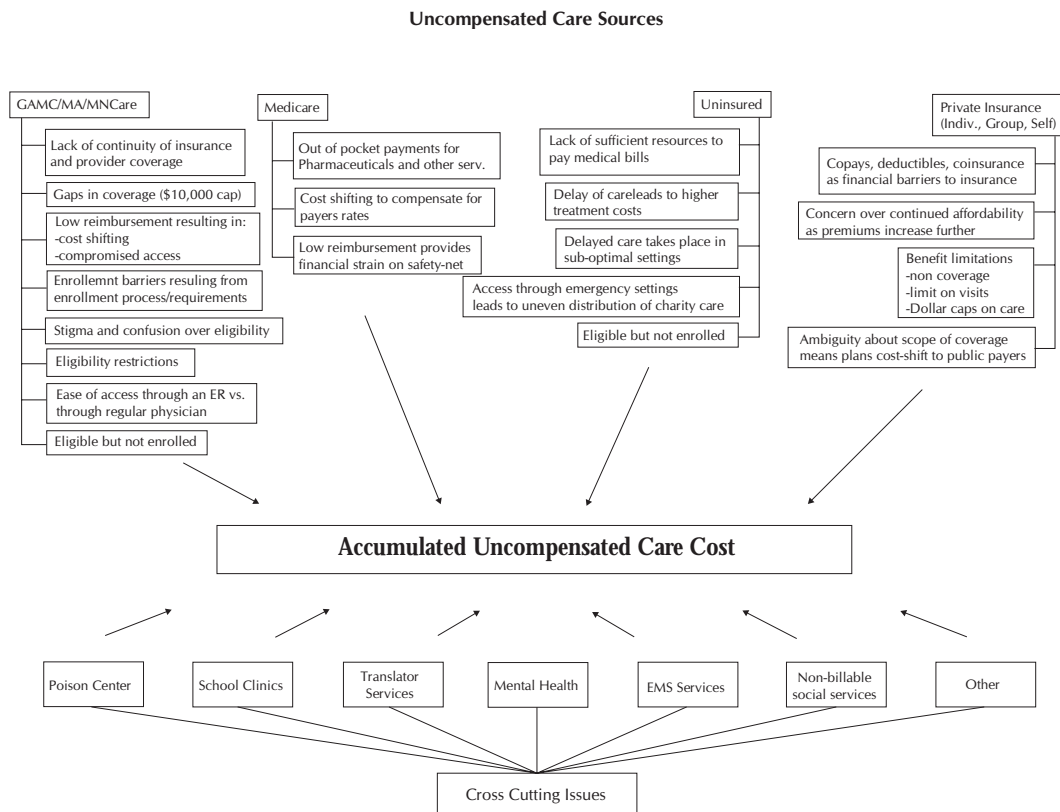 Uncompensated Care Sources
GAMC/MA/MNCare
Lack of continuity of insurance
and provider coverage
Gaps in coverage ($10,000 cap)
Low reimbursement resulting in:
-cost shifting
-compromised access
Enrollemnt barriers resuling from
enrollment process/requirements
Stigma and confusion over eligibility
Eligibility restrictions
Ease of access through an ER vs.
through regular physician
Eligible but not enrolled
Medicare
Out of pocket payments for
Pharmaceuticals and other serv.
Cost shifting to compensate for
payers rates
Low reimbursement provides
financial strain on safety-net
Uninsured
Lack of sufficient resources to
pay medical bills
Delay of careleads to higher
treatment costs
Delayed care takes place in
sub-optimal settings
Access through emergency settings
leads to uneven distribution of charity care
Eligible but not enrolled
Private Insurance
(Indiv., Group, Self)
Copays, deductibles, coinsurance
as financial barriers to insurance
Concern over continued affordability
as premiums increase further
Benefit limitations
-non coverage
-limit on visits
-Dollar caps on care
Ambiguity about scope of coverage
means plans cost-shift to public payers
Accumulated Uncompensated Care Cost
Poison Center
School Clinics
Translator
Services
Mental Health
EMS Services
Non-billable
social services
Other
Cross Cutting Issues